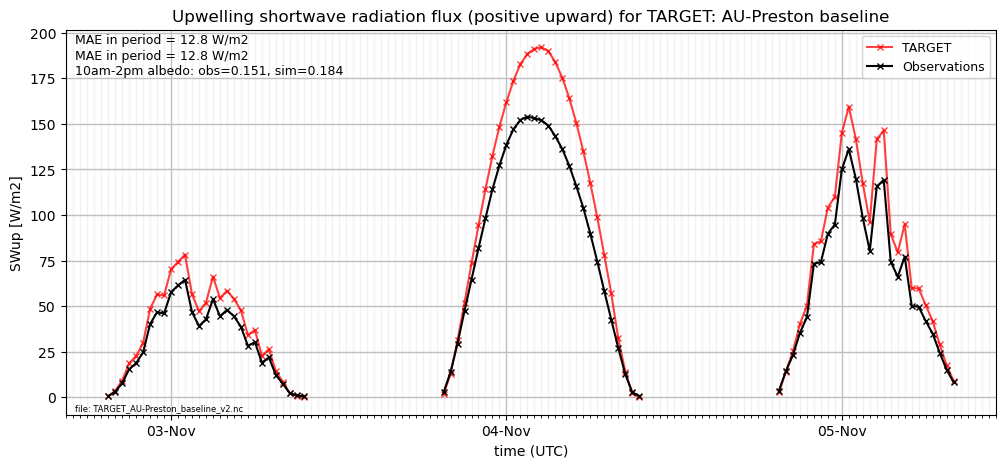 Upwelling shortwave radiation flux (positive upward) for TARGET: AU-Preston baseline
MAE in period = 12.8 W/m2
MAE in period = 12.8 W/m2
10am-2pm albedo: obs=0.151, sim=0.184
TARGET
Observations
SWup [W/m2]
200
175
150
125
100
75
50
25
0
file: TARGET_AU-Preston_baseline_v2.nc
03-Nov
04-Nov
05-Nov
time (UTC)